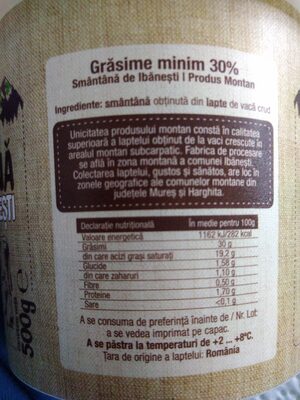 Grăsime minim 30%
Smântână de Ibănești | Produs Montan
Ingrediente: smântână obținută din lapte de vacă crud
Unicitatea produsului montan constă în calitatea
superioară a laptelui obținut de la vaci crescute în
arealul montan subcarpatic. Fabrica de procesare
se află în zona montană a comunei Ibănești.
Colectarea laptelui, gustos și sănătos, are loc în
zonele geografice ale comunelor montane din
județele Mureș și Harghita.
Declarație nutrițională În medie pentru 100g
Valoare energetică 1162 kJ/282 kcal
Grăsimi 30 g
din care acizi grași saturați 19,2 g
Glucide 1,58 g
din care zaharuri 1,10 g
Fibre 0,50 g
Proteine 1,70 g
Sare <0,1 g
A se consuma de preferință înainte de / Nr. Lot:
a se vedea imprimat pe capac.
A se păstra la temperaturi de +2 ... +8°C.
Țara de origine a laptelui: România
500g e